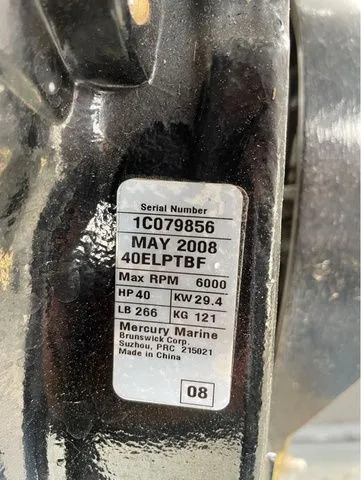 Serial Number
1C079856
MAY 2008
40ELPTBF
Max RPM 6000
HP 40 KW 29.4
LB 266 KG 121
Mercury Marine
Brunswick Corp.
Suzhou, PRC 215021
Made in China
08